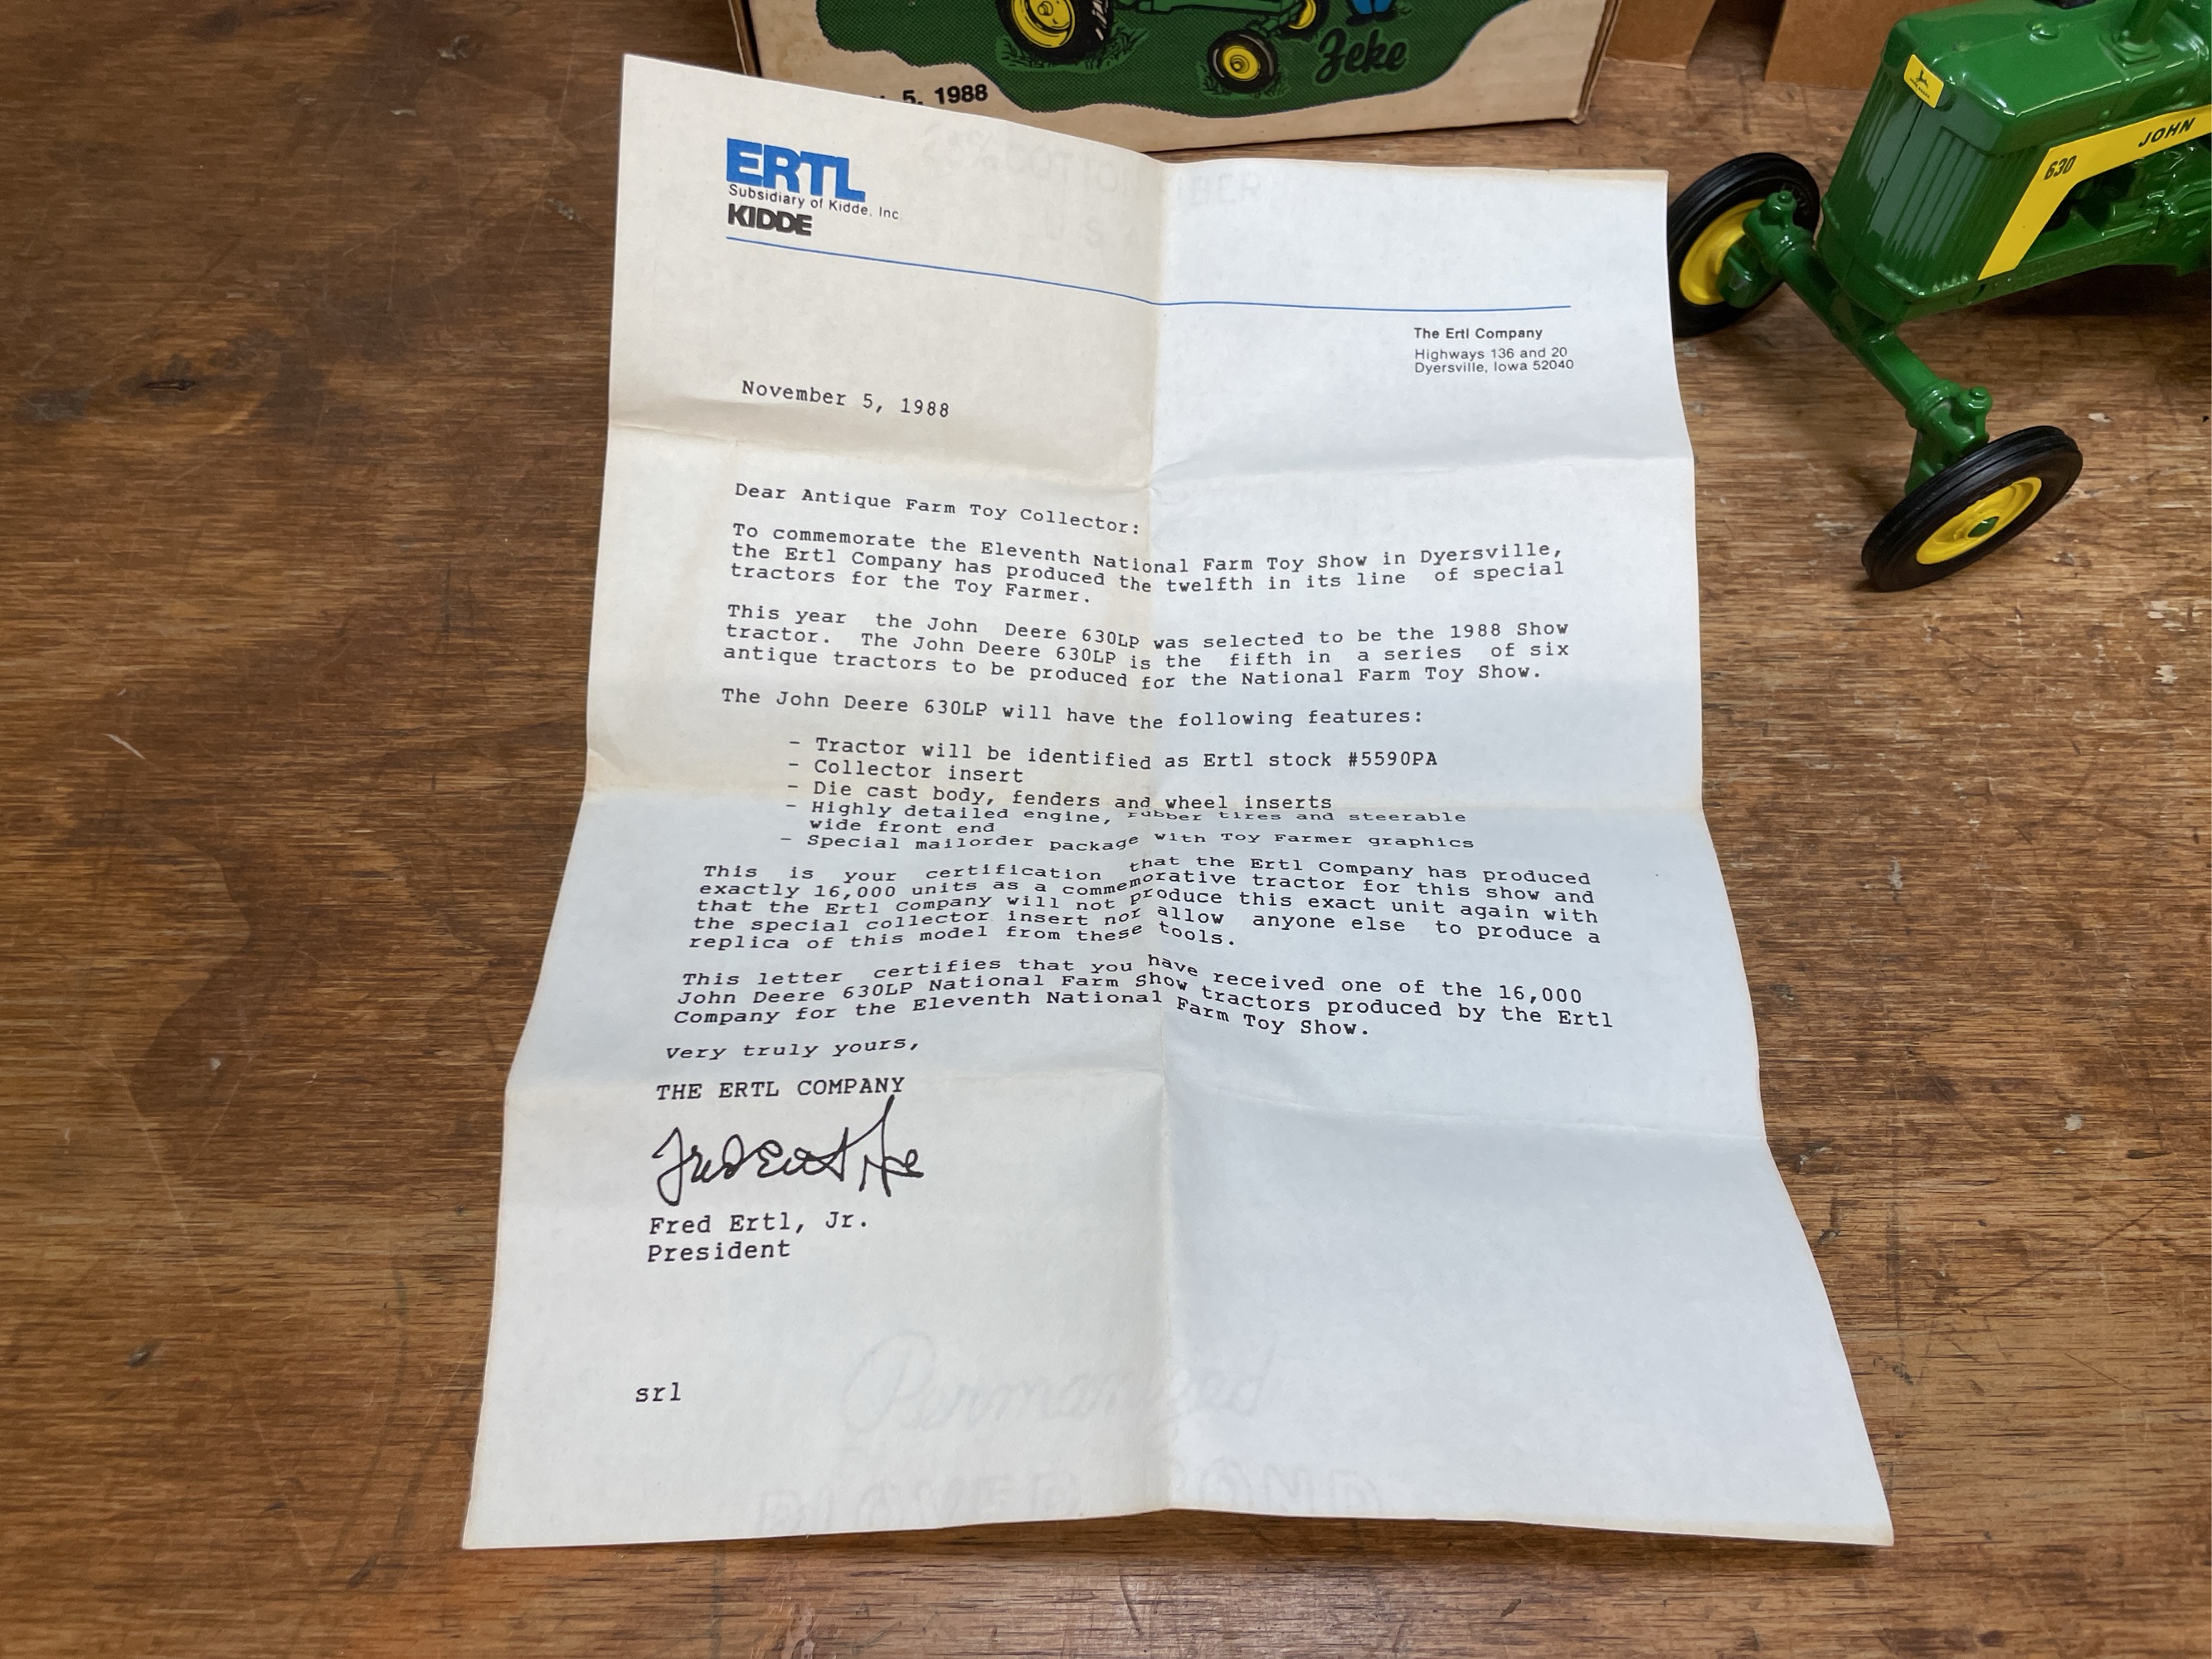 Zeke
5, 1988
JOHN
630
ERTL
Subsidiary of Kidde, Inc.
KIDDE
The Ertl Company
Highways 136 and 20
Dyersville, Iowa 52040
November 5, 1988
Dear Antique Farm Toy Collector:
To commemorate the Eleventh National Farm Toy Show in Dyersville,
the Ertl Company has produced the twelfth in its line of special
tractors for the Toy Farmer.
This year the John Deere 630LP was selected to be the 1988 Show
tractor. The John Deere 630LP is the fifth in a series of six
antique tractors to be produced for the National Farm Toy Show.
The John Deere 630LP will have the following features:
- Tractor will be identified as Ertl stock #5590PA
- Collector insert
- Die cast body, fenders and wheel inserts
- Highly detailed engine, rubber tires and steerable
wide front end
- Special mailorder package with Toy Farmer graphics
This is your certification that the Ertl Company has produced
exactly 16,000 units as a commemorative tractor for this show and
that the Ertl Company will not produce this exact unit again with
the special collector insert nor allow anyone else to produce a
replica of this model from these tools.
This letter certifies that you have received one of the 16,000
John Deere 630LP National Farm Show tractors produced by the Ertl
Company for the Eleventh National Farm Toy Show.
Very truly yours,
THE ERTL COMPANY
Fred Ertl, Jr.
President
srl
Permanized